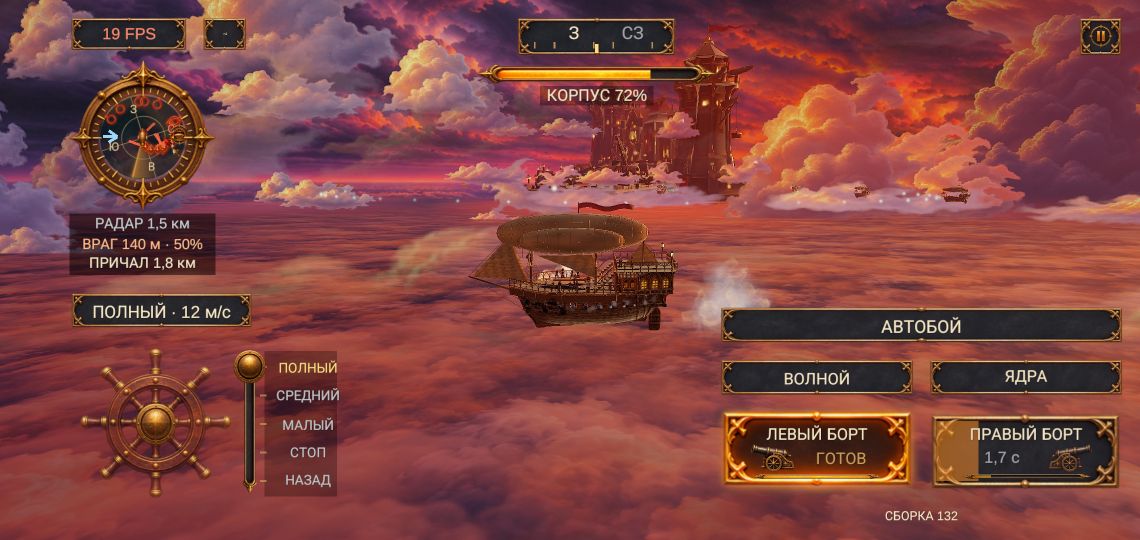 19 FPS
3 СЗ
КОРПУС 72%
З
Ю
В
РАДАР 1,5 км
ВРАГ 140 м · 50%
ПРИЧАЛ 1,8 км
ПОЛНЫЙ · 12 м/с
ПОЛНЫЙ
СРЕДНИЙ
МАЛЫЙ
СТОП
НАЗАД
АВТОБОЙ
ВОЛНОЙ
ЯДРА
ЛЕВЫЙ БОРТ
ГОТОВ
ПРАВЫЙ БОРТ
1,7 с
СБОРКА 132